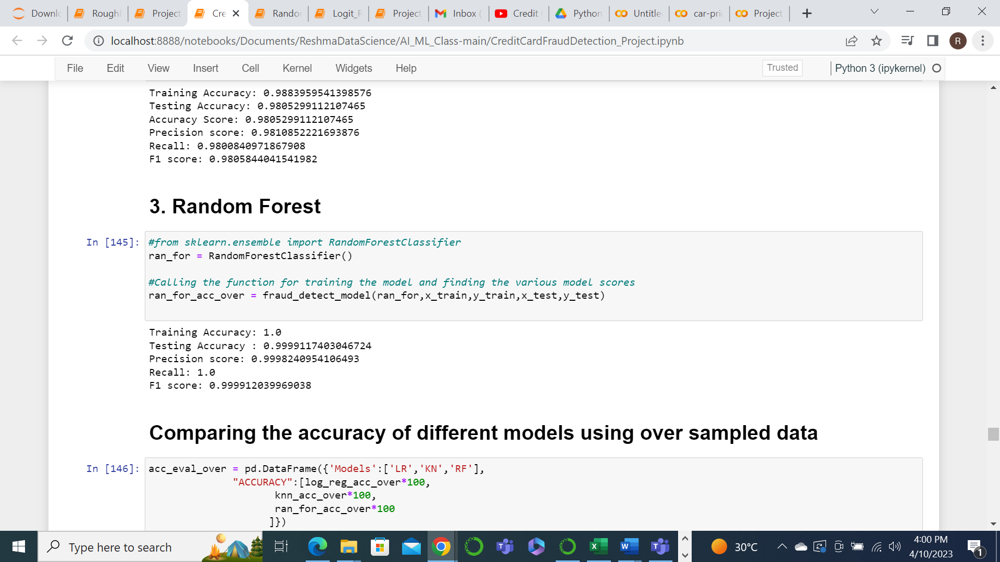 Downl
Rough
Project
Cre
Rando
Logit_R
Project
Inbox (
Credit
Python
Untitle
car-pri
Project
localhost:8888/notebooks/Documents/ReshmaDataScience/AI_ML_Class-main/CreditCardFraudDetection_Project.ipynb
R
File Edit View Insert Cell Kernel Widgets Help
Trusted
Python 3 (ipykernel)
Training Accuracy: 0.9883959541398576
Testing Accuracy: 0.9805299112107465
Accuracy Score: 0.9805299112107465
Precision score: 0.9810852221693876
Recall: 0.9800840971867908
F1 score: 0.9805844041541982
3. Random Forest
In [145]: #from sklearn.ensemble import RandomForestClassifier
ran_for = RandomForestClassifier()
#Calling the function for training the model and finding the various model scores
ran_for_acc_over = fraud_detect_model(ran_for,x_train,y_train,x_test,y_test)
Training Accuracy: 1.0
Testing Accuracy : 0.9999117403046724
Precision score: 0.9998240954106493
Recall: 1.0
F1 score: 0.999912039969038
Comparing the accuracy of different models using over sampled data
In [146]: acc_eval_over = pd.DataFrame({'Models':['LR','KN','RF'],
"ACCURACY":[log_reg_acc_over*100,
knn_acc_over*100,
ran_for_acc_over*100
]})
Type here to search
30°C
4:00 PM
4/10/2023
1